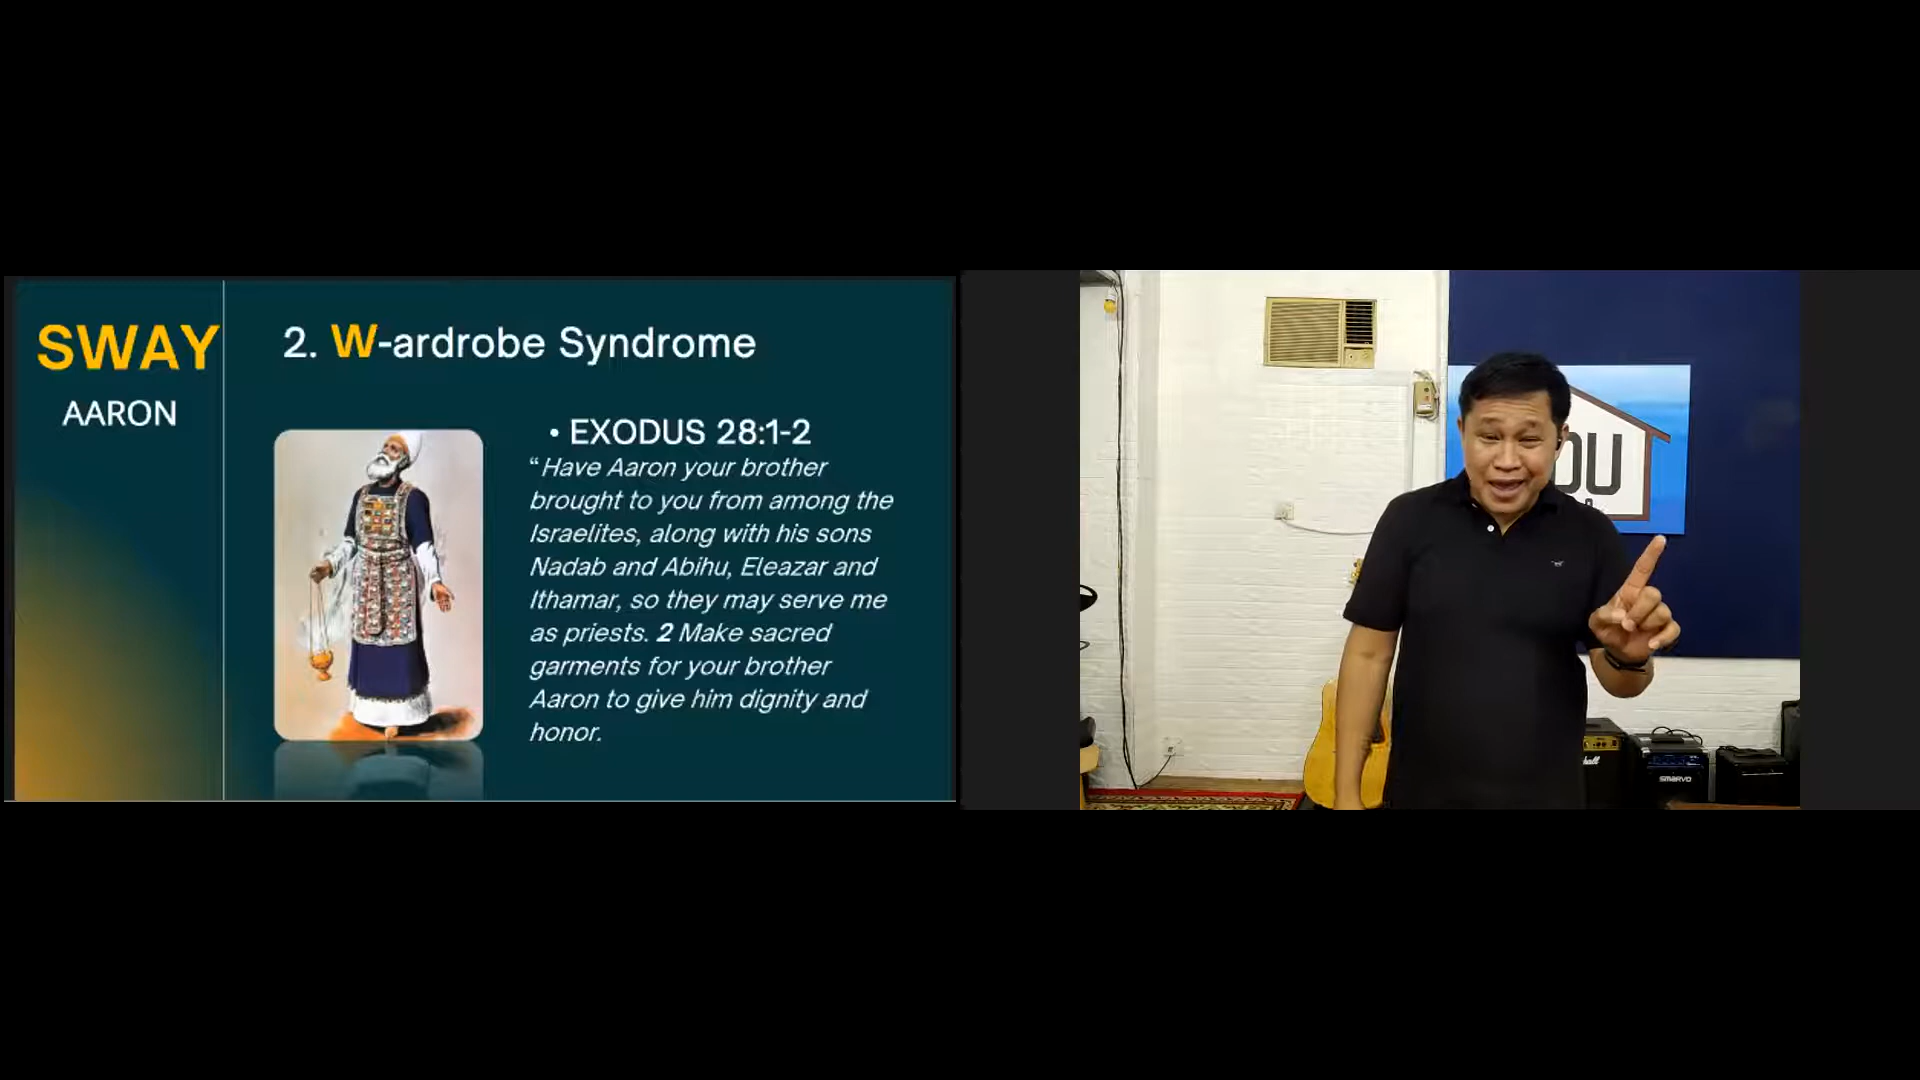 SWAY
AARON
2. W-ardrobe Syndrome
• EXODUS 28:1-2
“Have Aaron your brother
brought to you from among the
Israelites, along with his sons
Nadab and Abihu, Eleazar and
Ithamar, so they may serve me
as priests. 2 Make sacred
garments for your brother
Aaron to give him dignity and
honor.
SMARVO